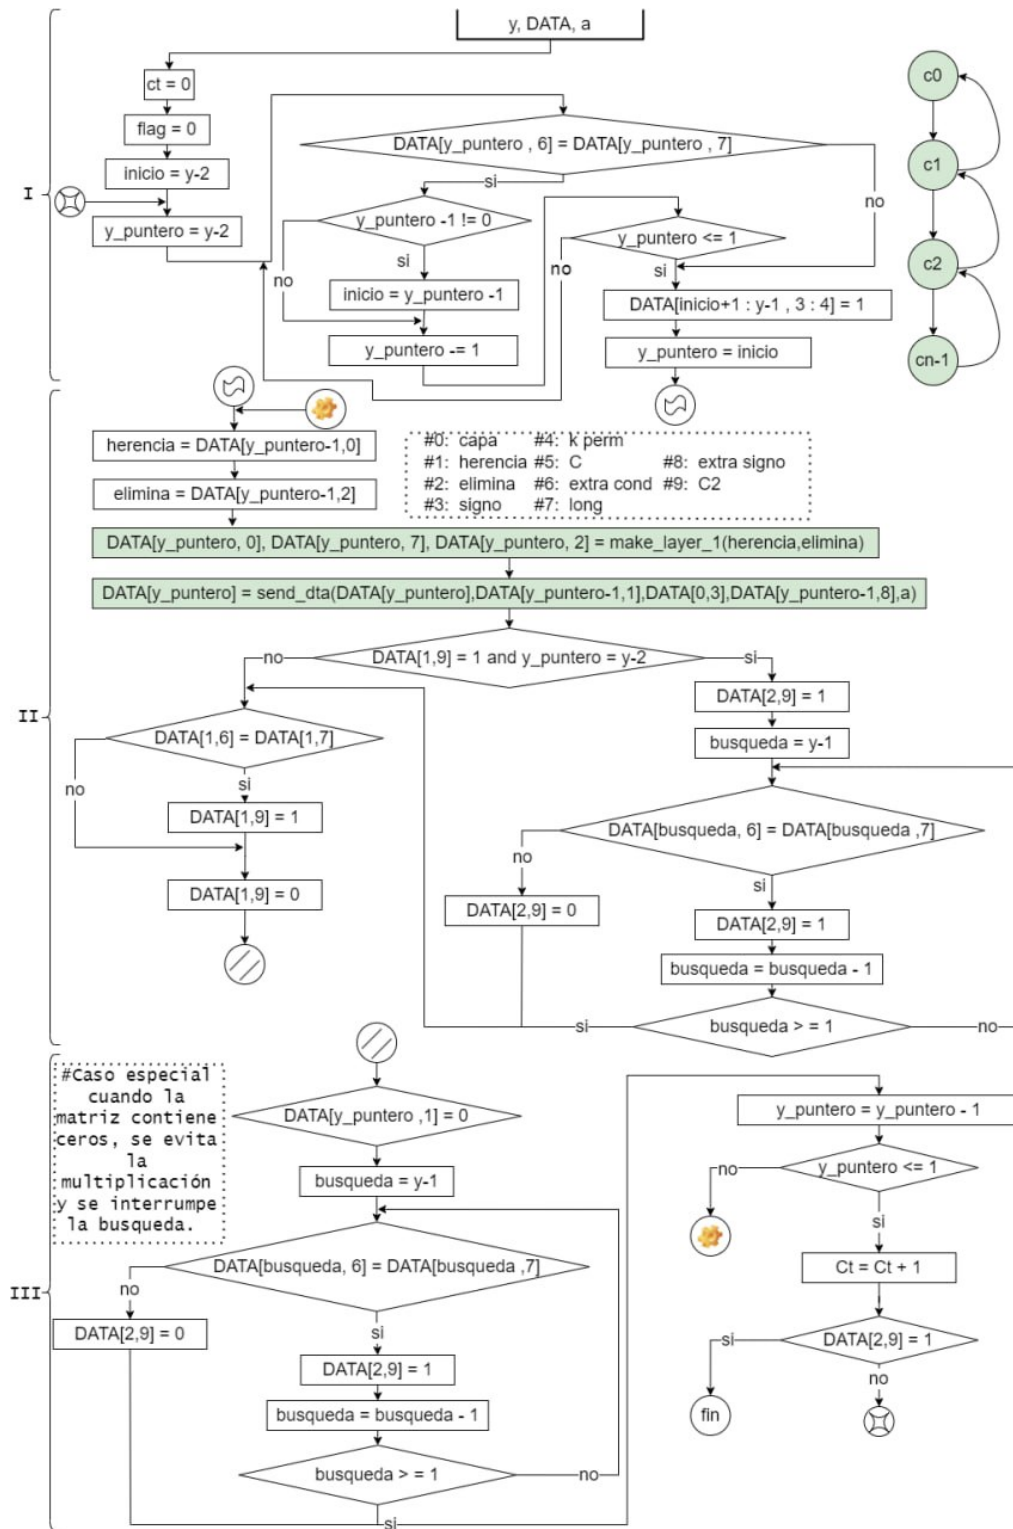 y, DATA, a
ct = 0
flag = 0
inicio = y-2
y_puntero = y-2
I
DATA[y_puntero , 6] = DATA[y_puntero , 7]
si
no
y_puntero -1 != 0
si
no
inicio = y_puntero -1
y_puntero -= 1
y_puntero <= 1
no
si
DATA[inicio+1 : y-1 , 3 : 4] = 1
y_puntero = inicio
c0
c1
c2
cn-1
II
herencia = DATA[y_puntero-1,0]
elimina = DATA[y_puntero-1,2]
#0: capa #4: k perm
#1: herencia #5: C #8: extra signo
#2: elimina #6: extra cond #9: C2
#3: signo #7: long
DATA[y_puntero, 0], DATA[y_puntero, 7], DATA[y_puntero, 2] = make_layer_1(herencia,elimina)
DATA[y_puntero] = send_dta(DATA[y_puntero],DATA[y_puntero-1,1],DATA[0,3],DATA[y_puntero-1,8],a)
DATA[1,9] = 1 and y_puntero = y-2
no
si
DATA[1,6] = DATA[1,7]
no
si
DATA[1,9] = 1
DATA[1,9] = 0
DATA[2,9] = 1
busqueda = y-1
DATA[busqueda, 6] = DATA[busqueda ,7]
no
si
DATA[2,9] = 0
DATA[2,9] = 1
busqueda = busqueda - 1
busqueda > = 1
si
no
III
#Caso especial
cuando la
matriz contiene
ceros, se evita
la
multiplicación
y se interrumpe
la busqueda.
DATA[y_puntero ,1] = 0
busqueda = y-1
DATA[busqueda, 6] = DATA[busqueda ,7]
no
si
DATA[2,9] = 0
DATA[2,9] = 1
busqueda = busqueda - 1
busqueda > = 1
no
si
y_puntero = y_puntero - 1
y_puntero <= 1
no
si
Ct = Ct + 1
DATA[2,9] = 1
si
no
fin